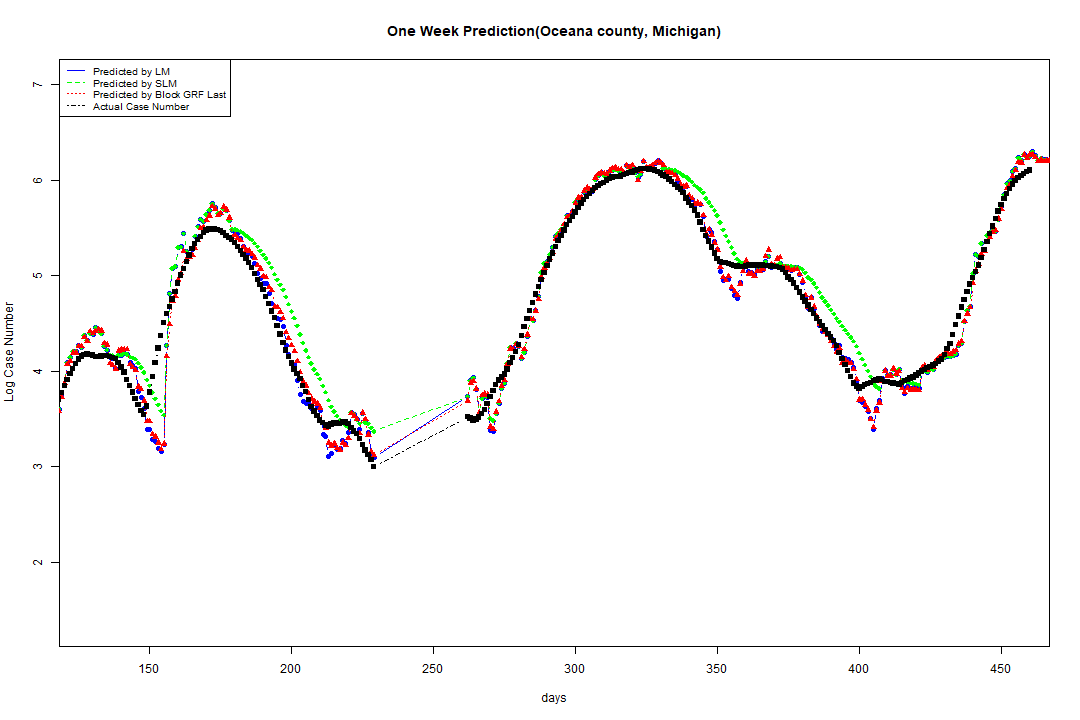 One Week Prediction(Oceana county, Michigan)
Predicted by LM
Predicted by SLM
Predicted by Block GRF Last
Actual Case Number
7
6
5
4
3
2
Log Case Number
150 200 250 300 350 400 450
days